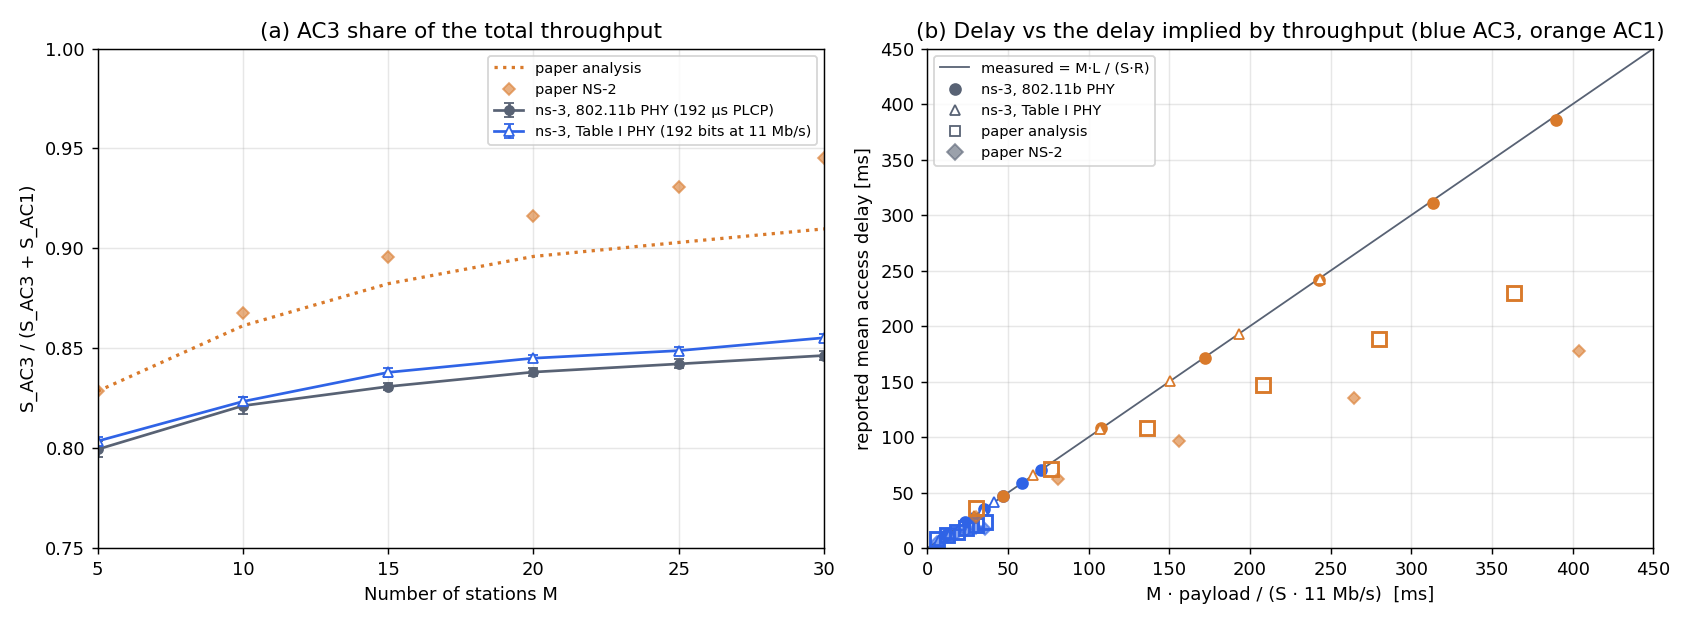 (a) AC3 share of the total throughput
S_AC3 / (S_AC3 + S_AC1)
1.00
0.95
0.90
0.85
0.80
0.75
5
10
15
20
25
30
Number of stations M
paper analysis
paper NS-2
ns-3, 802.11b PHY (192 µs PLCP)
ns-3, Table I PHY (192 bits at 11 Mb/s)
(b) Delay vs the delay implied by throughput (blue AC3, orange AC1)
reported mean access delay [ms]
450
400
350
300
250
200
150
100
50
0
0
50
100
150
200
250
300
350
400
450
M · payload / (S · 11 Mb/s) [ms]
measured = M·L / (S·R)
ns-3, 802.11b PHY
ns-3, Table I PHY
paper analysis
paper NS-2